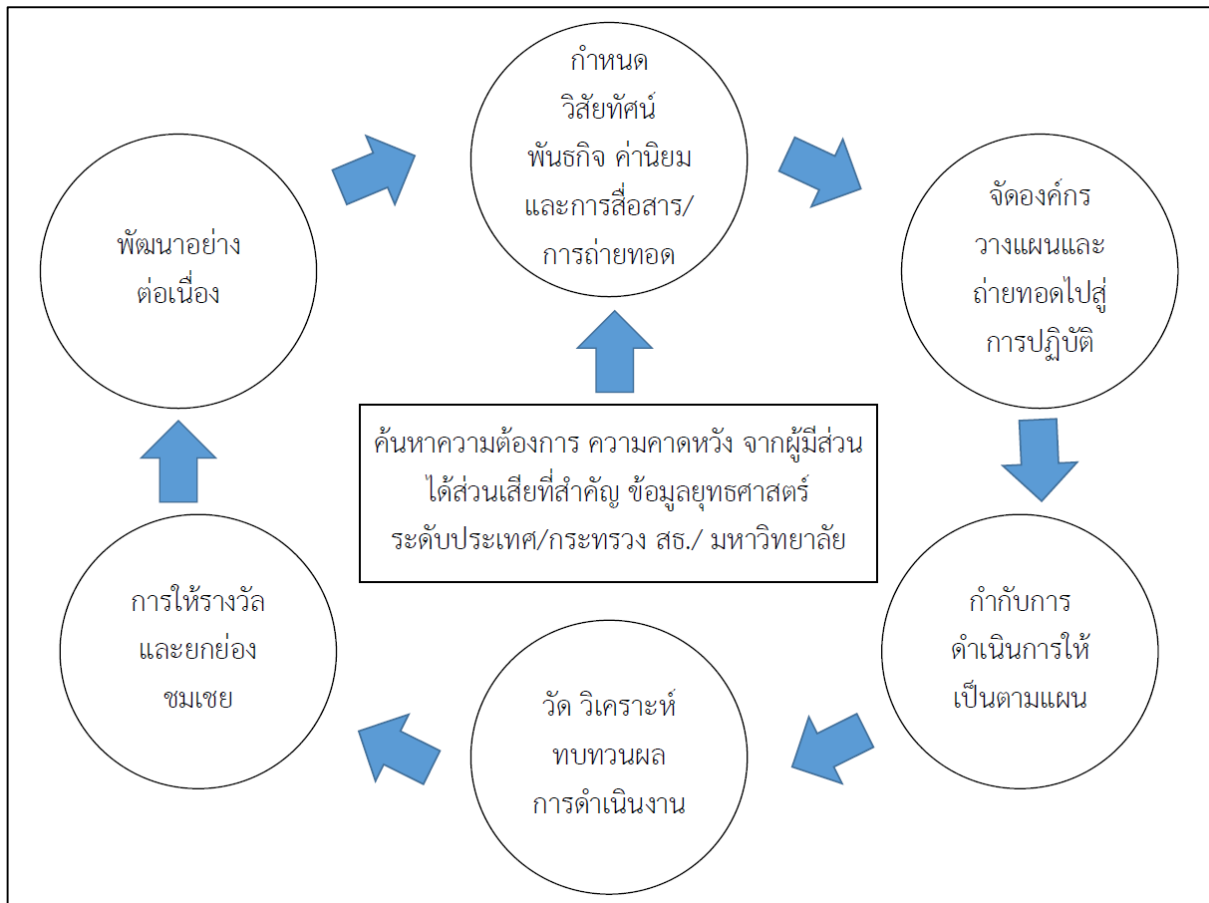 กำหนด
วิสัยทัศน์
พันธกิจ ค่านิยม
และการสื่อสาร/
การถ่ายทอด
จัดองค์กร
วางแผนและ
ถ่ายทอดไปสู่
การปฏิบัติ
กำกับการ
ดำเนินการให้
เป็นตามแผน
วัด วิเคราะห์
ทบทวนผล
การดำเนินงาน
การให้รางวัล
และยกย่อง
ชมเชย
พัฒนาอย่าง
ต่อเนื่อง
ค้นหาความต้องการ ความคาดหวัง จากผู้มีส่วน
ได้ส่วนเสียที่สำคัญ ข้อมูลยุทธศาสตร์
ระดับประเทศ/กระทรวง สธ./ มหาวิทยาลัย